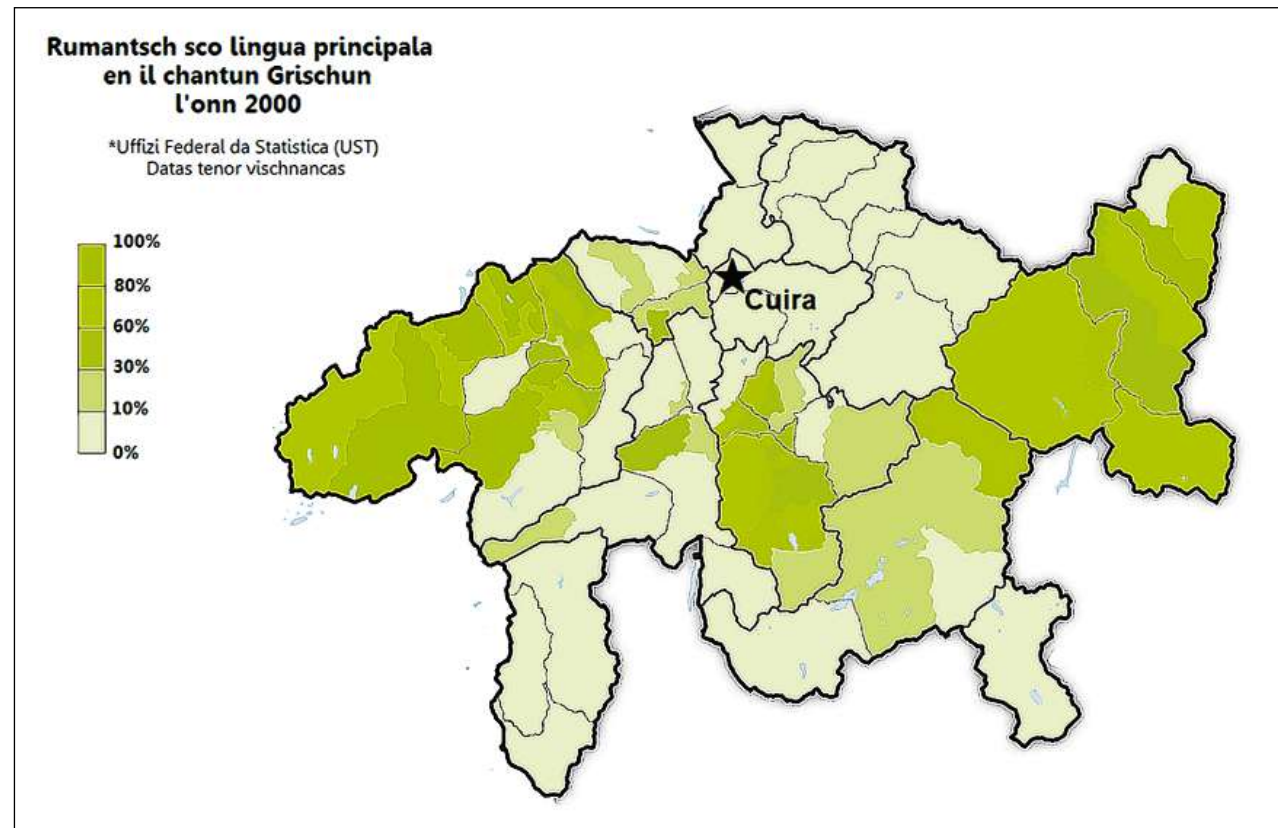 Rumantsch sco lingua principala
en il chantun Grischun
l'onn 2000
*Uffizi Federal da Statistica (UST)
Datas tenor vischnancas
100%
80%
60%
30%
10%
0%
Cuira